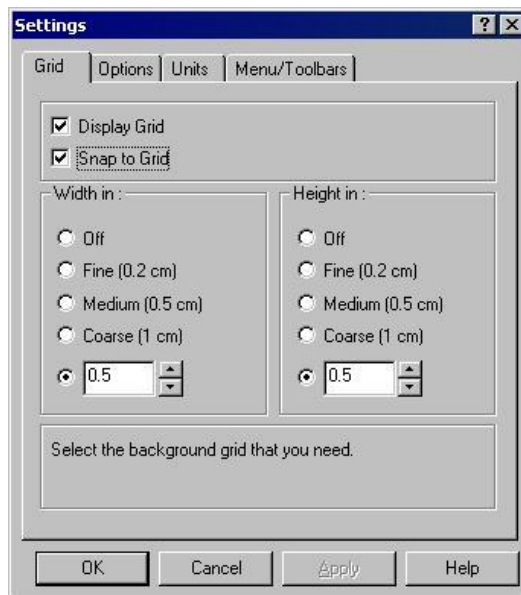 Settings
Grid Options Units Menu/Toolbars
Display Grid
Snap to Grid
Width in : Height in :
Off Off
Fine (0.2 cm) Fine (0.2 cm)
Medium (0.5 cm) Medium (0.5 cm)
Coarse (1 cm) Coarse (1 cm)
0.5 0.5
Select the background grid that you need.
OK Cancel Apply Help